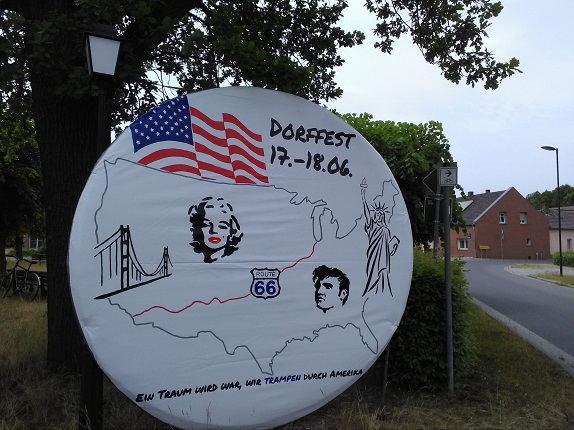 DORFFEST
17.-18.06.
ROUTE
66
EIN TRAUM WIRD WAR, WIR TRAMPEN DURCH AMERIKA